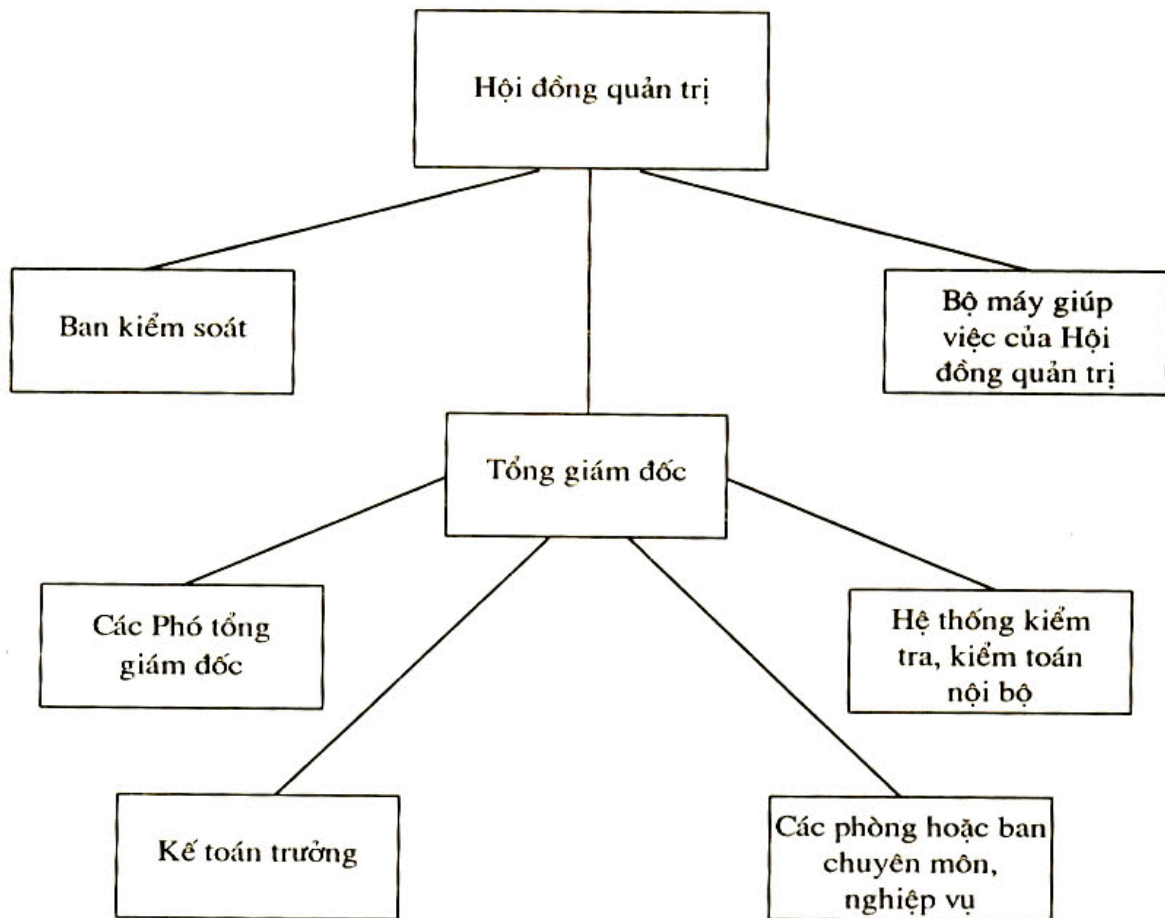 Hội đồng quản trị
Ban kiểm soát
Bộ máy giúp
việc của Hội
đồng quản trị
Tổng giám đốc
Các Phó tổng
giám đốc
Hệ thống kiểm
tra, kiểm toán
nội bộ
Kế toán trưởng
Các phòng hoặc ban
chuyên môn,
nghiệp vụ